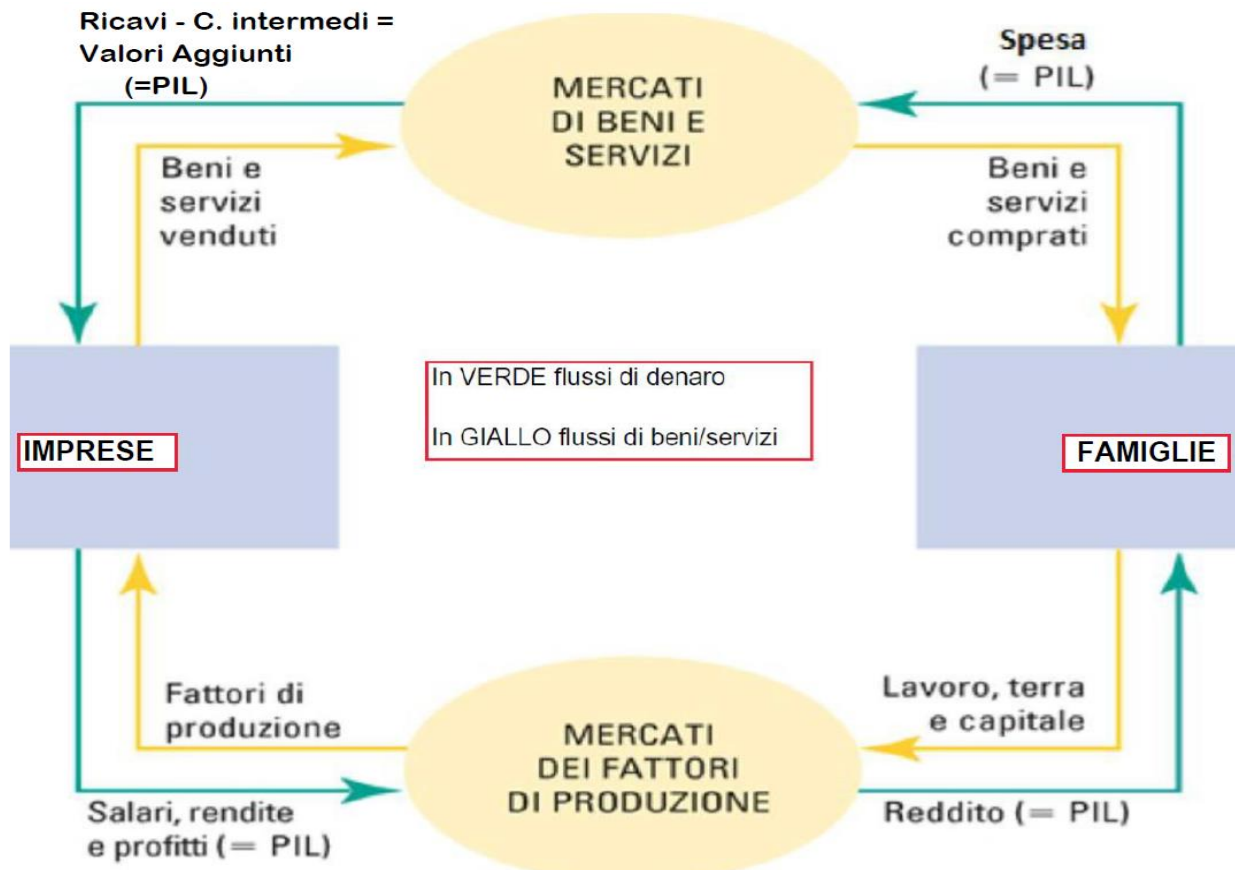 Ricavi - C. intermedi =
Valori Aggiunti
(=PIL)
MERCATI
DI BENI E
SERVIZI
Spesa
(= PIL)
Beni e
servizi
venduti
Beni e
servizi
comprati
In VERDE flussi di denaro
In GIALLO flussi di beni/servizi
IMPRESE
FAMIGLIE
Fattori di
produzione
Lavoro, terra
e capitale
MERCATI
DEI FATTORI
DI PRODUZIONE
Salari, rendite
e profitti (= PIL)
Reddito (= PIL)